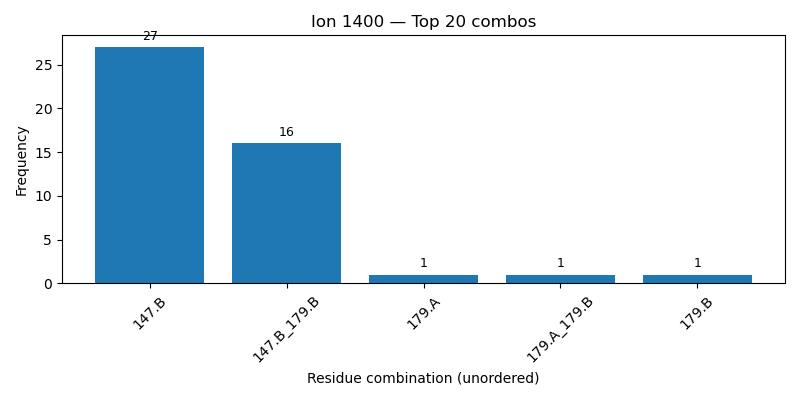 Ion 1400 — Top 20 combos
27
16
1
1
1
25
20
15
10
5
0
Frequency
147.B
147.B_179.B
179.A
179.A_179.B
179.B
Residue combination (unordered)